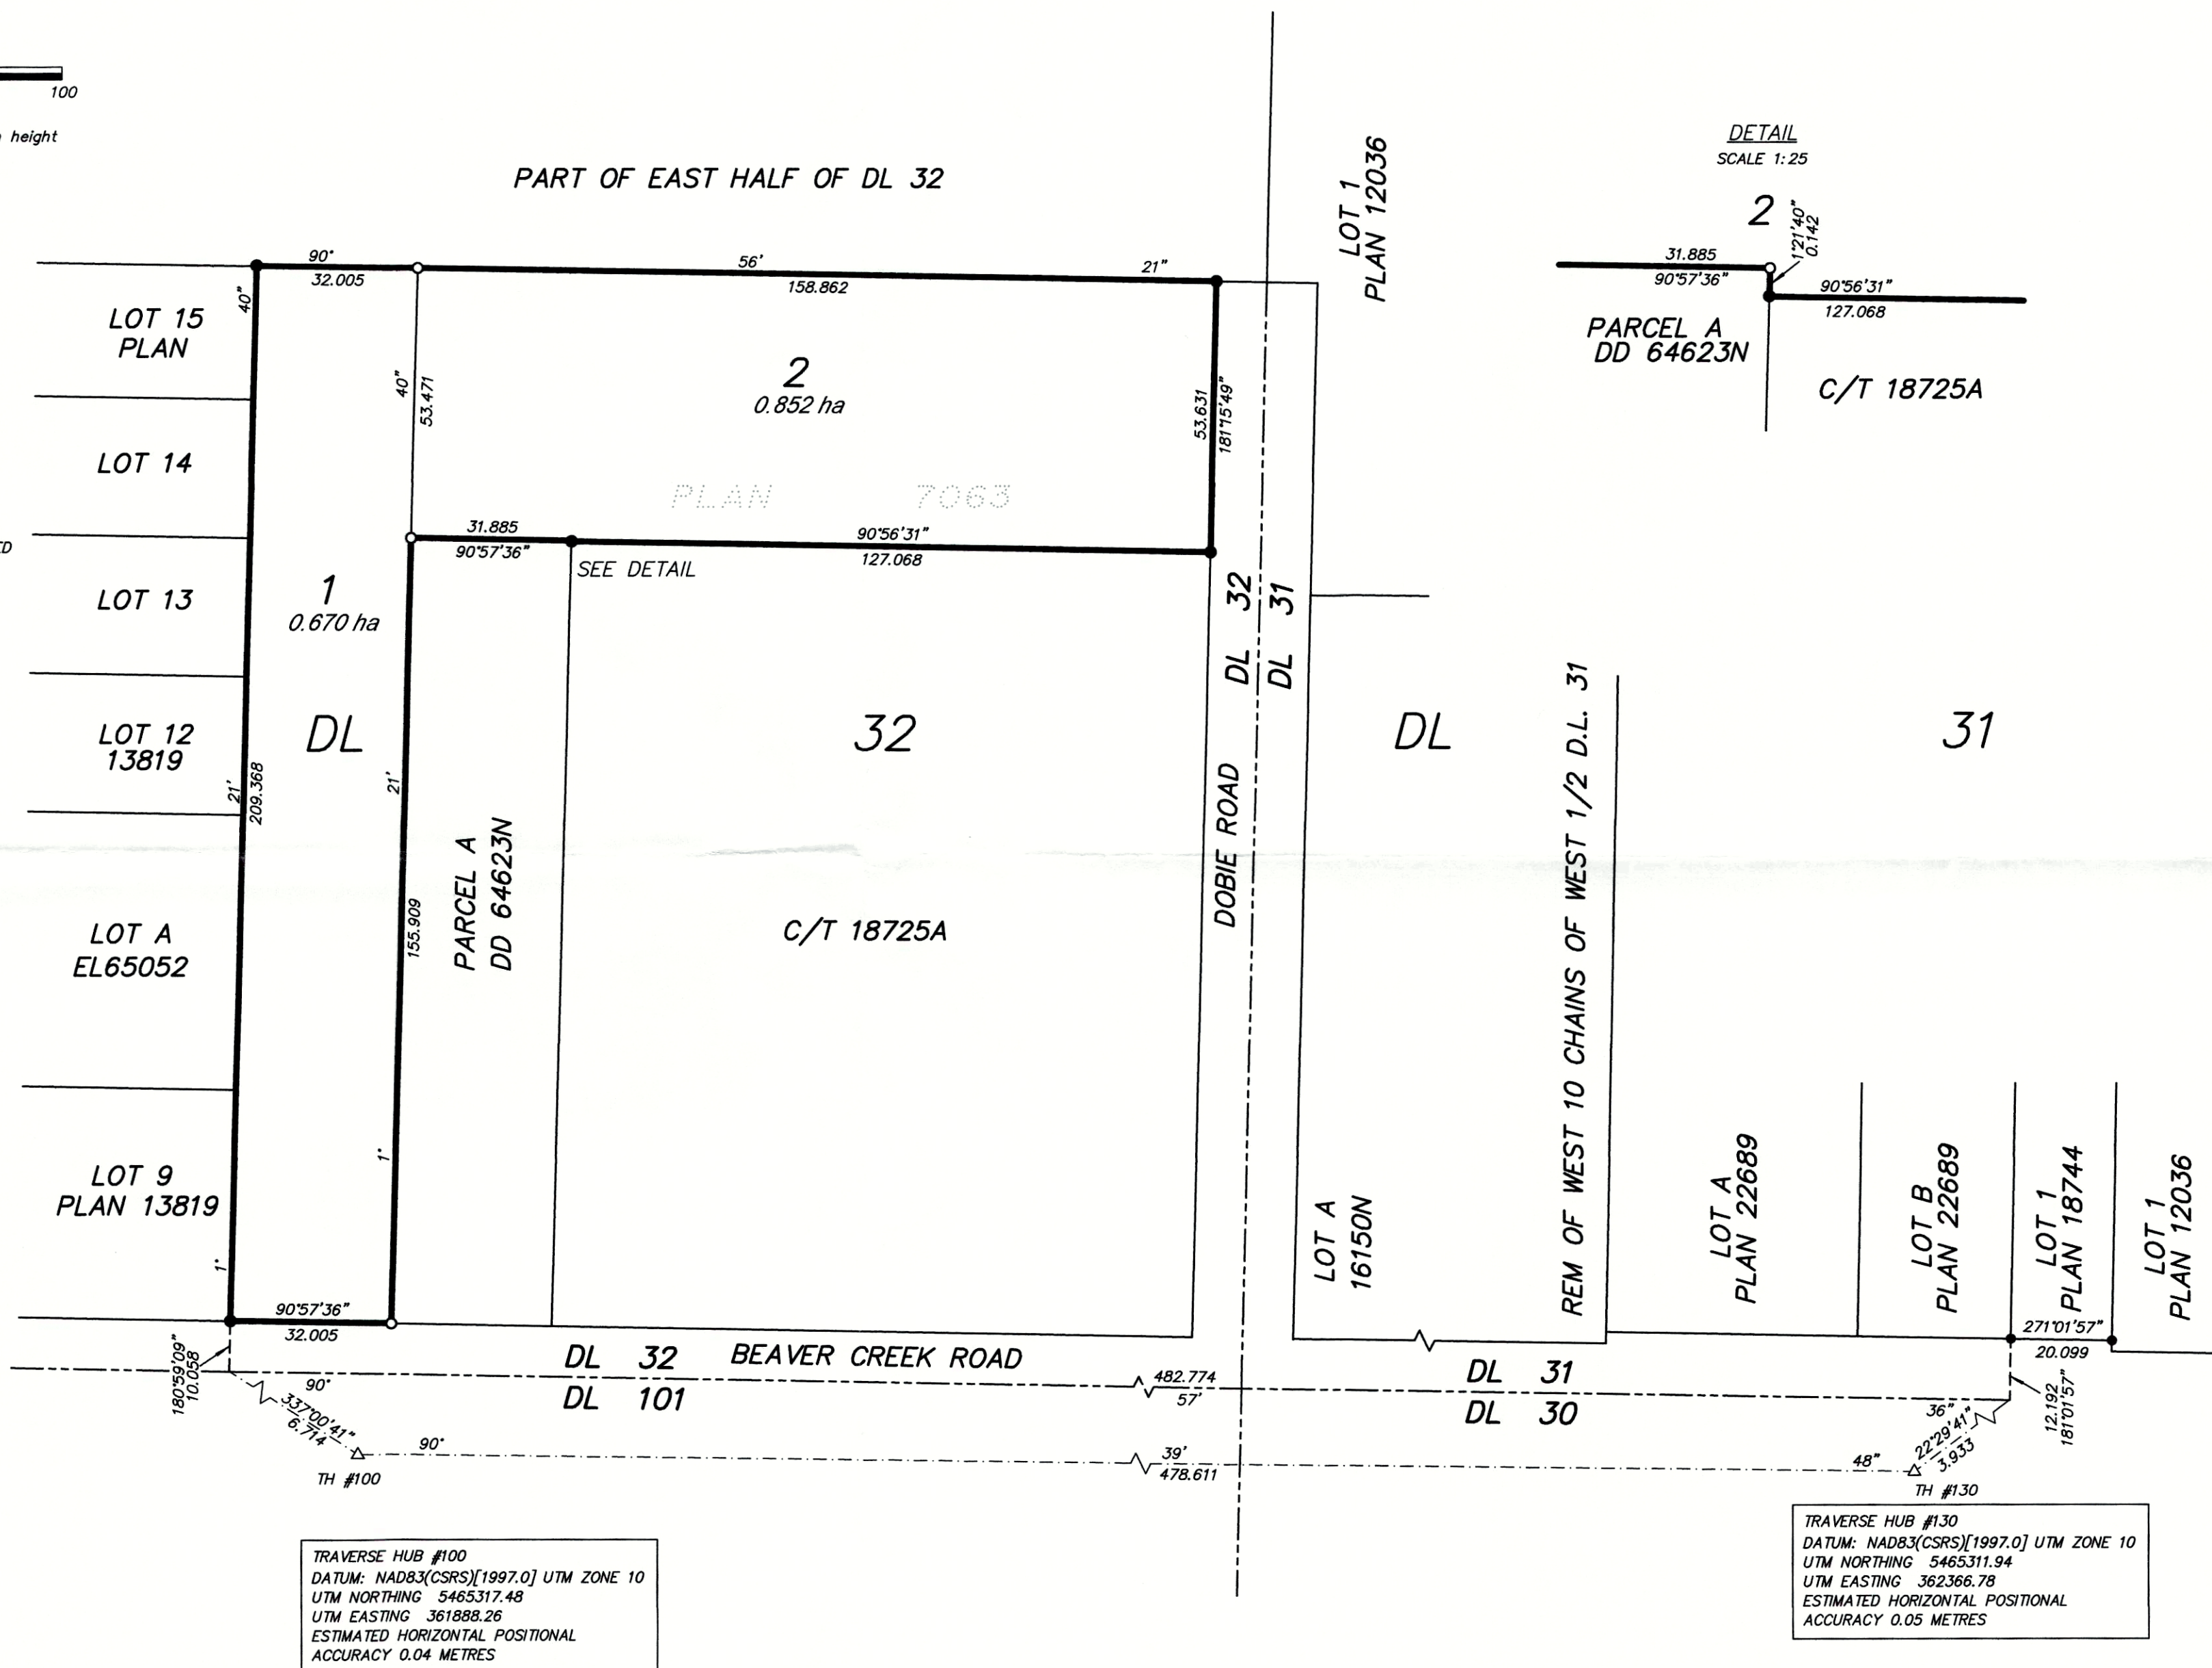 100
height
PART OF EAST HALF OF DL 32
LOT 1
PLAN 12036
DETAIL
SCALE 1:25
2
1°21'40"
0.142
31.885
90°57'36"
90°56'31"
127.068
PARCEL A
DD 64623N
C/T 18725A
90°
32.005
56'
158.862
21"
LOT 15
PLAN
40"
40"
53.471
2
0.852 ha
53.631
181°15'49"
LOT 14
PLAN 7063
31.885
90°57'36"
90°56'31"
127.068
SEE DETAIL
LOT 13
1
0.670 ha
DL 32
DL 31
LOT 12
13819
21'
209.368
DL
21'
32
DL
31
155.909
PARCEL A
DD 64623N
C/T 18725A
DOBIE ROAD
REM OF WEST 10 CHAINS OF WEST 1/2 D.L. 31
LOT A
EL65052
LOT 9
PLAN 13819
1°
1°
LOT A
16150N
LOT A
PLAN 22689
LOT B
PLAN 22689
LOT 1
PLAN 18744
LOT 1
PLAN 12036
90°57'36"
32.005
271°01'57"
20.099
180°59'09"
10.058
DL 32 BEAVER CREEK ROAD
DL 101
90°
482.774
57'
DL 31
DL 30
36"
12.192
181°01'57"
337°00'41"
6.714
90°
39'
478.611
48"
22°29'41"
3.933
TH #100
TH #130
TRAVERSE HUB #100
DATUM: NAD83(CSRS)[1997.0] UTM ZONE 10
UTM NORTHING 5465317.48
UTM EASTING 361888.26
ESTIMATED HORIZONTAL POSITIONAL
ACCURACY 0.04 METRES
TRAVERSE HUB #130
DATUM: NAD83(CSRS)[1997.0] UTM ZONE 10
UTM NORTHING 5465311.94
UTM EASTING 362366.78
ESTIMATED HORIZONTAL POSITIONAL
ACCURACY 0.05 METRES